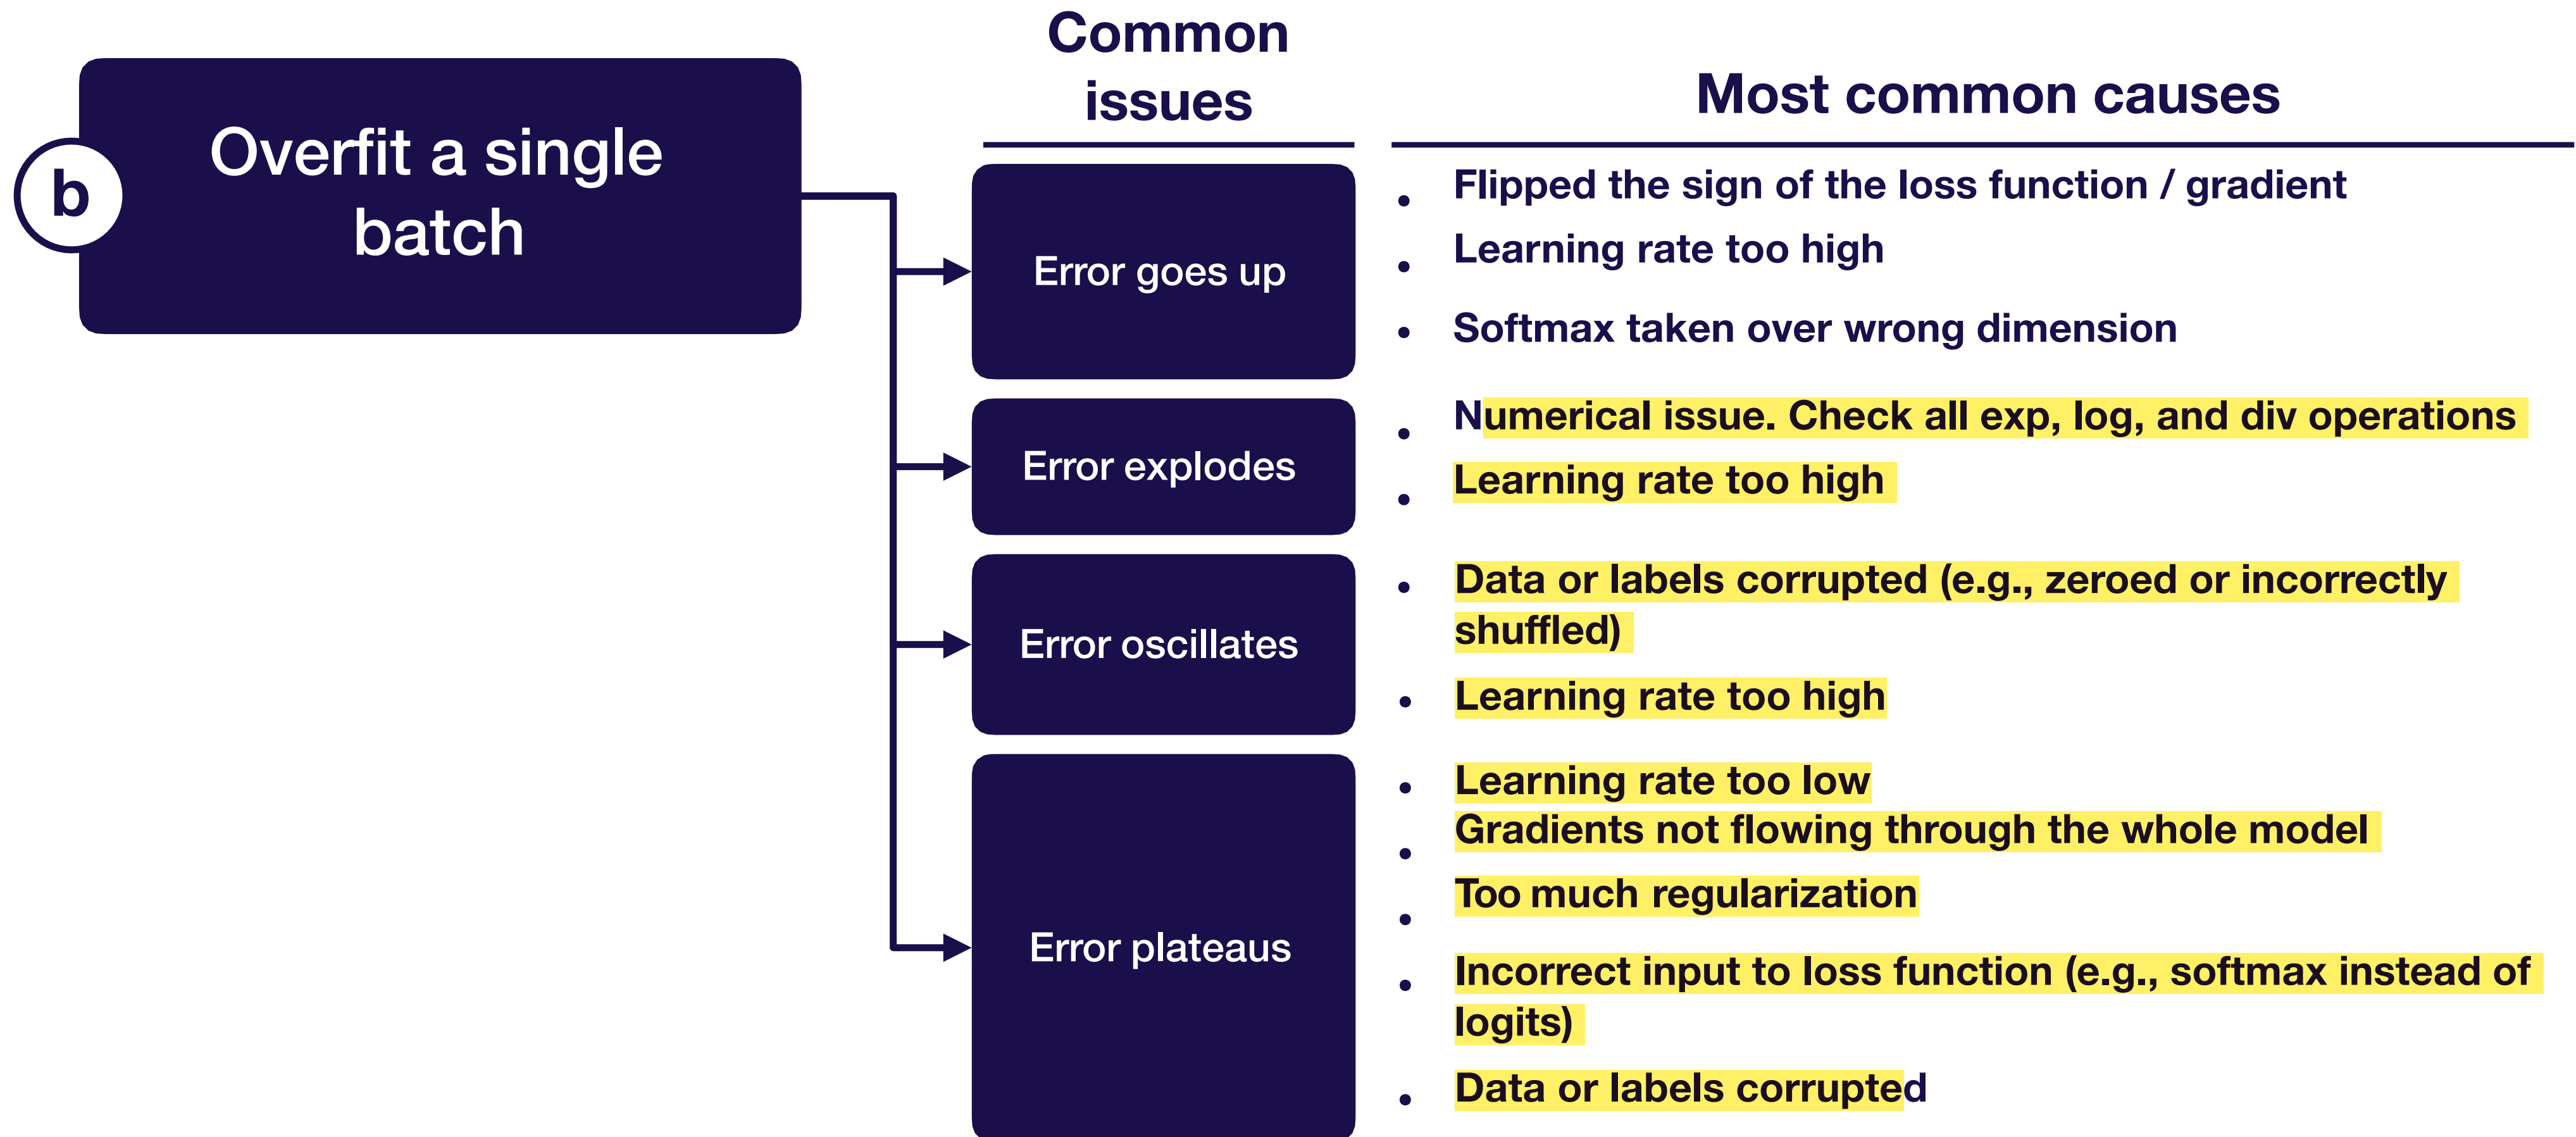 b
Overfit a single
batch
Common
issues
Most common causes
Error goes up
• Flipped the sign of the loss function / gradient
• Learning rate too high
• Softmax taken over wrong dimension
Error explodes
• Numerical issue. Check all exp, log, and div operations
• Learning rate too high
Error oscillates
• Data or labels corrupted (e.g., zeroed or incorrectly
shuffled)
• Learning rate too high
Error plateaus
• Learning rate too low
• Gradients not flowing through the whole model
• Too much regularization
• Incorrect input to loss function (e.g., softmax instead of
logits)
• Data or labels corrupted